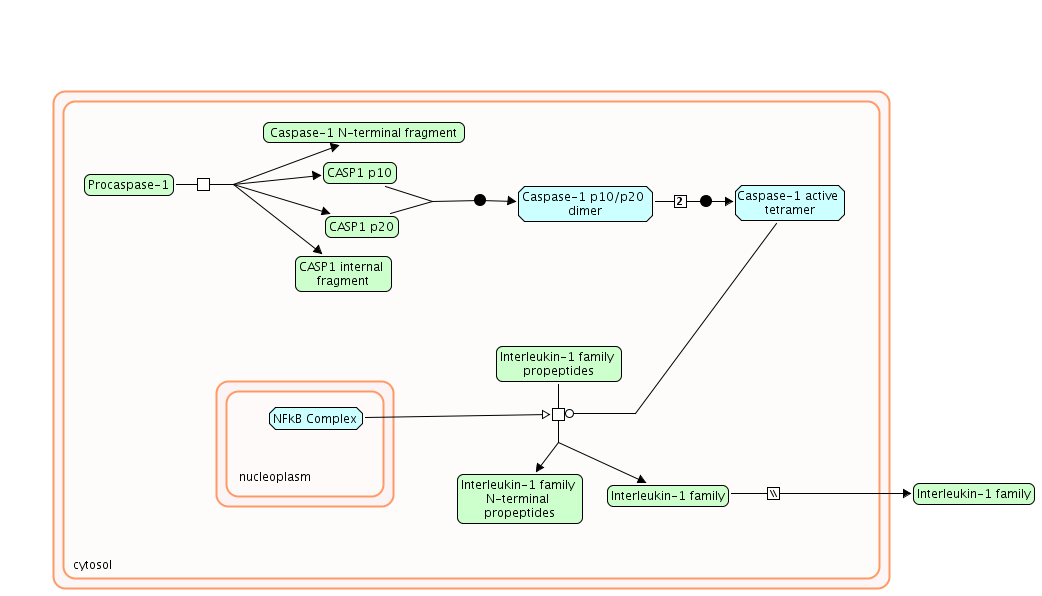 Caspase-1 N-terminal fragment
CASP1 p10
Procaspase-1
Caspase-1 p10/p20
dimer
2
Caspase-1 active
tetramer
CASP1 p20
CASP1 internal
fragment
Interleukin-1 family
propeptides
NFkB Complex
nucleoplasm
Interleukin-1 family
N-terminal
propeptides
Interleukin-1 family
\\
Interleukin-1 family
cytosol